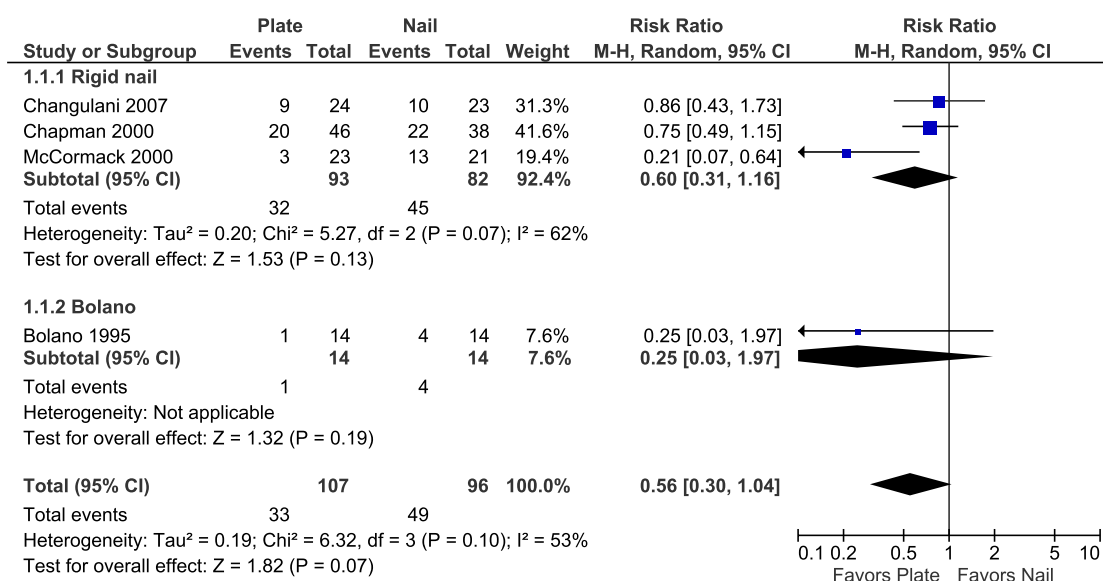 Plate Nail Risk Ratio Risk Ratio
Study or Subgroup Events Total Events Total Weight M-H, Random, 95% CI M-H, Random, 95% CI
1.1.1 Rigid nail
Changulani 2007 9 24 10 23 31.3% 0.86 [0.43, 1.73]
Chapman 2000 20 46 22 38 41.6% 0.75 [0.49, 1.15]
McCormack 2000 3 23 13 21 19.4% 0.21 [0.07, 0.64]
Subtotal (95% CI) 93 82 92.4% 0.60 [0.31, 1.16]
Total events 32 45
Heterogeneity: Tau² = 0.20; Chi² = 5.27, df = 2 (P = 0.07); I² = 62%
Test for overall effect: Z = 1.53 (P = 0.13)
1.1.2 Bolano
Bolano 1995 1 14 4 14 7.6% 0.25 [0.03, 1.97]
Subtotal (95% CI) 14 14 7.6% 0.25 [0.03, 1.97]
Total events 1 4
Heterogeneity: Not applicable
Test for overall effect: Z = 1.32 (P = 0.19)
Total (95% CI) 107 96 100.0% 0.56 [0.30, 1.04]
Total events 33 49
Heterogeneity: Tau² = 0.19; Chi² = 6.32, df = 3 (P = 0.10); I² = 53%
Test for overall effect: Z = 1.82 (P = 0.07)
0.1 0.2 0.5 1 2 5 10
Favors Plate Favors Nail